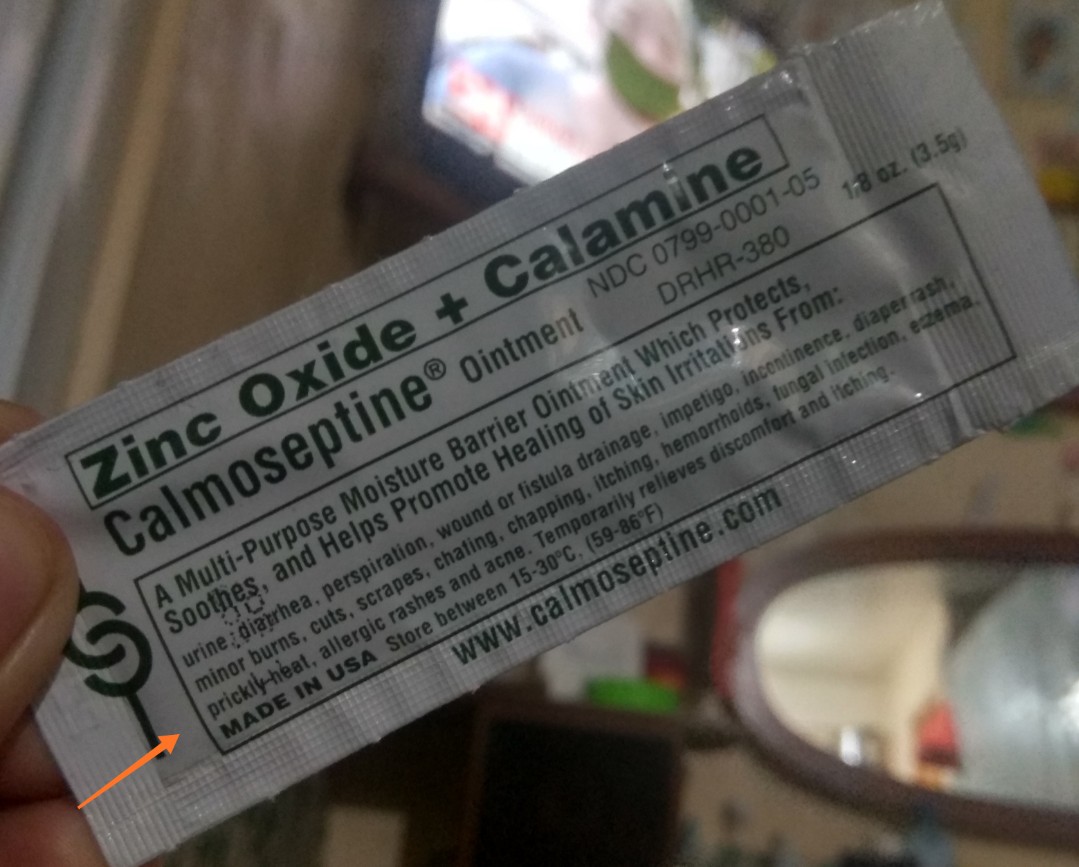 Zinc Oxide + Calamine
Calmoseptine® Ointment
NDC 0799-0001-05
1/8 oz. (3.5g)
DRHR-380
A Multi-Purpose Moisture Barrier Ointment Which Protects,
Soothes, and Helps Promote Healing of Skin Irritations From:
urine, diarrhea, perspiration, wound or fistula drainage, impetigo, incontinence, diaper rash,
minor burns, cuts, scrapes, chafing, chapping, itching, hemorrhoids, fungal infection, eczema,
prickly-heat, allergic rashes and acne. Temporarily relieves discomfort and itching.
MADE IN USA Store between 15-30°C. (59-86°F)
www.calmoseptine.com